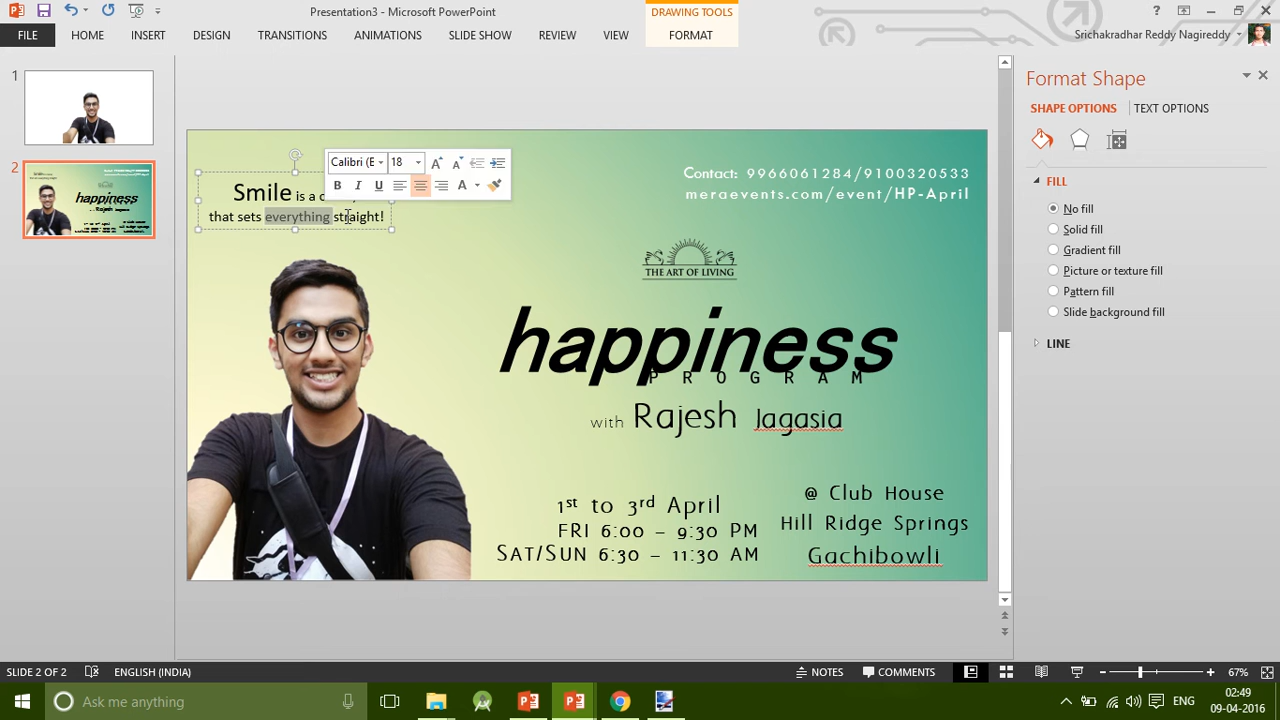 Presentation3 - Microsoft PowerPoint
DRAWING TOOLS
FILE HOME INSERT DESIGN TRANSITIONS ANIMATIONS SLIDE SHOW REVIEW VIEW FORMAT
Srichakradhar Reddy Nagireddy
1
2
Calibri (E 18
B I U A
Smile is a
that sets everything straight!
Contact: 9966061284/9100320533
meraevents.com/event/HP-April
THE ART OF LIVING
happiness
PROGRAM
with Rajesh Jagasia
1st to 3rd April
FRI 6:00 – 9:30 PM
SAT/SUN 6:30 – 11:30 AM
@ Club House
Hill Ridge Springs
Gachibowli
Format Shape
SHAPE OPTIONS TEXT OPTIONS
FILL
No fill
Solid fill
Gradient fill
Picture or texture fill
Pattern fill
Slide background fill
LINE
SLIDE 2 OF 2 ENGLISH (INDIA) NOTES COMMENTS 67%
Ask me anything
ENG
02:49
09-04-2016